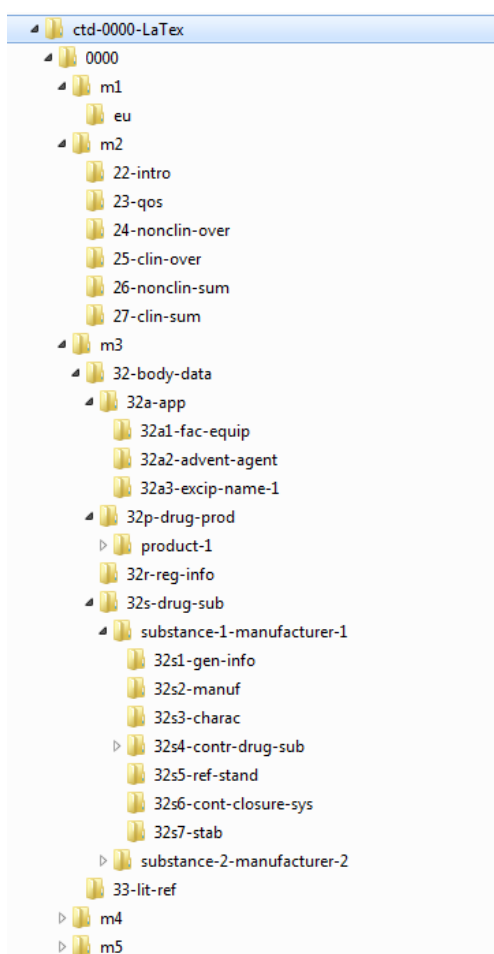 ctd-0000-LaTex
0000
m1
eu
m2
22-intro
23-qos
24-nonclin-over
25-clin-over
26-nonclin-sum
27-clin-sum
m3
32-body-data
32a-app
32a1-fac-equip
32a2-advent-agent
32a3-excip-name-1
32p-drug-prod
product-1
32r-reg-info
32s-drug-sub
substance-1-manufacturer-1
32s1-gen-info
32s2-manuf
32s3-charac
32s4-contr-drug-sub
32s5-ref-stand
32s6-cont-closure-sys
32s7-stab
substance-2-manufacturer-2
33-lit-ref
m4
m5